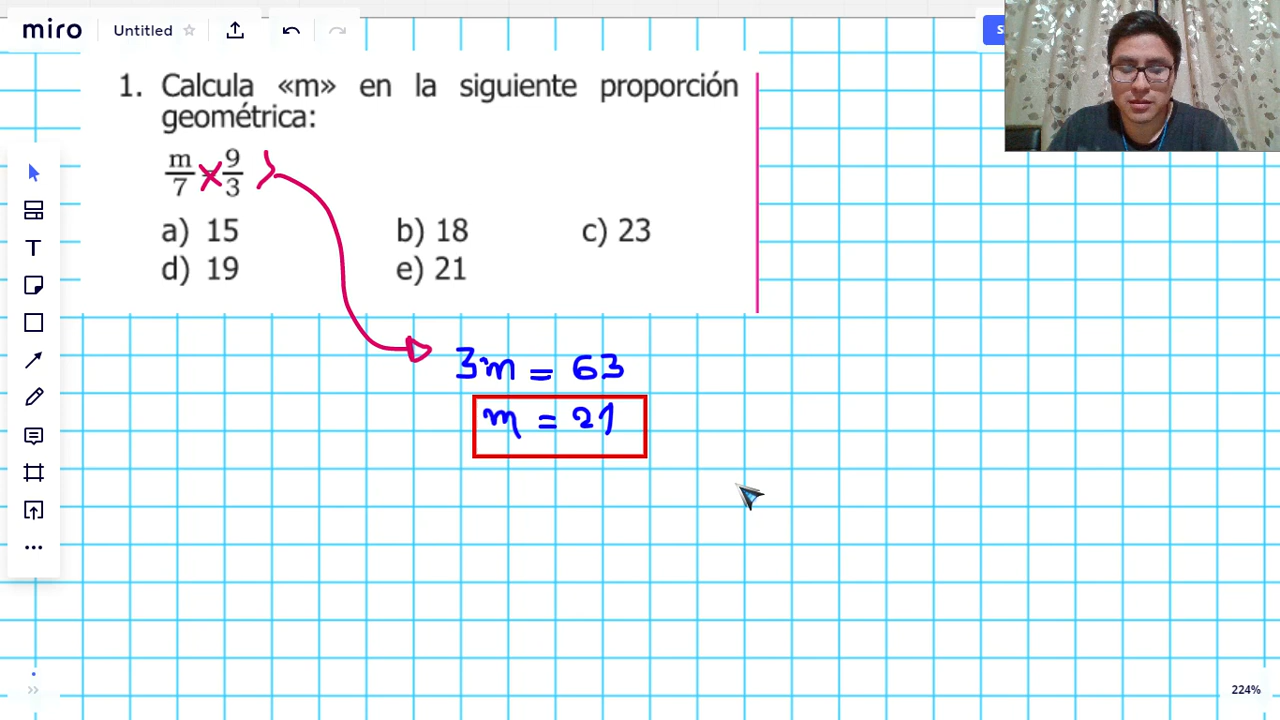 miro Untitled
1. Calcula «m» en la siguiente proporción
geométrica:
m/7 = 9/3
a) 15 b) 18 c) 23
d) 19 e) 21
3m = 63
m = 21
T
224%